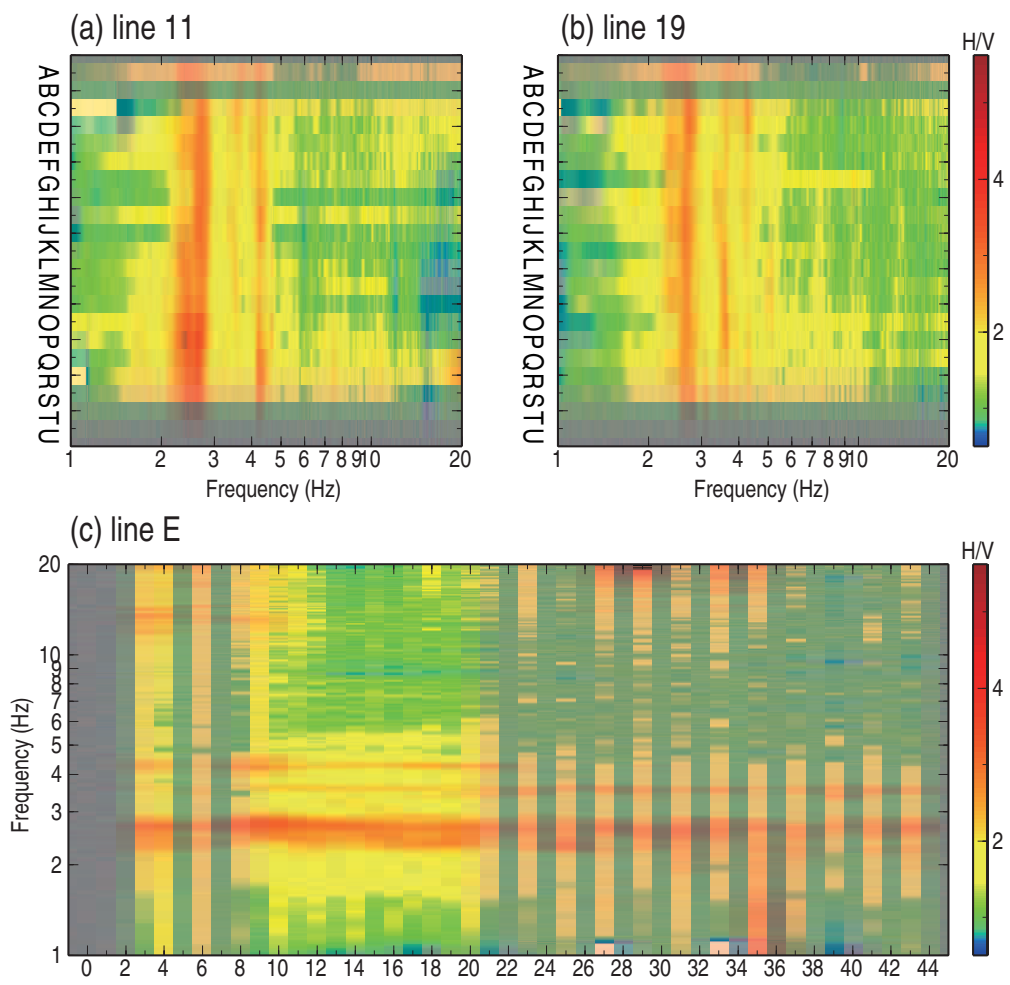 (a) line 11
(b) line 19
H/V
ABCDEFGHIJKLMNOPQRSTU
ABCDEFGHIJKLMNOPQRSTU
4
2
1 2 3 4 5 6 7 8 9 10 20
1 2 3 4 5 6 7 8 9 10 20
Frequency (Hz)
Frequency (Hz)
(c) line E
H/V
20
10
9
8
7
6
5
4
3
2
1
Frequency (Hz)
4
2
0 2 4 6 8 10 12 14 16 18 20 22 24 26 28 30 32 34 36 38 40 42 44